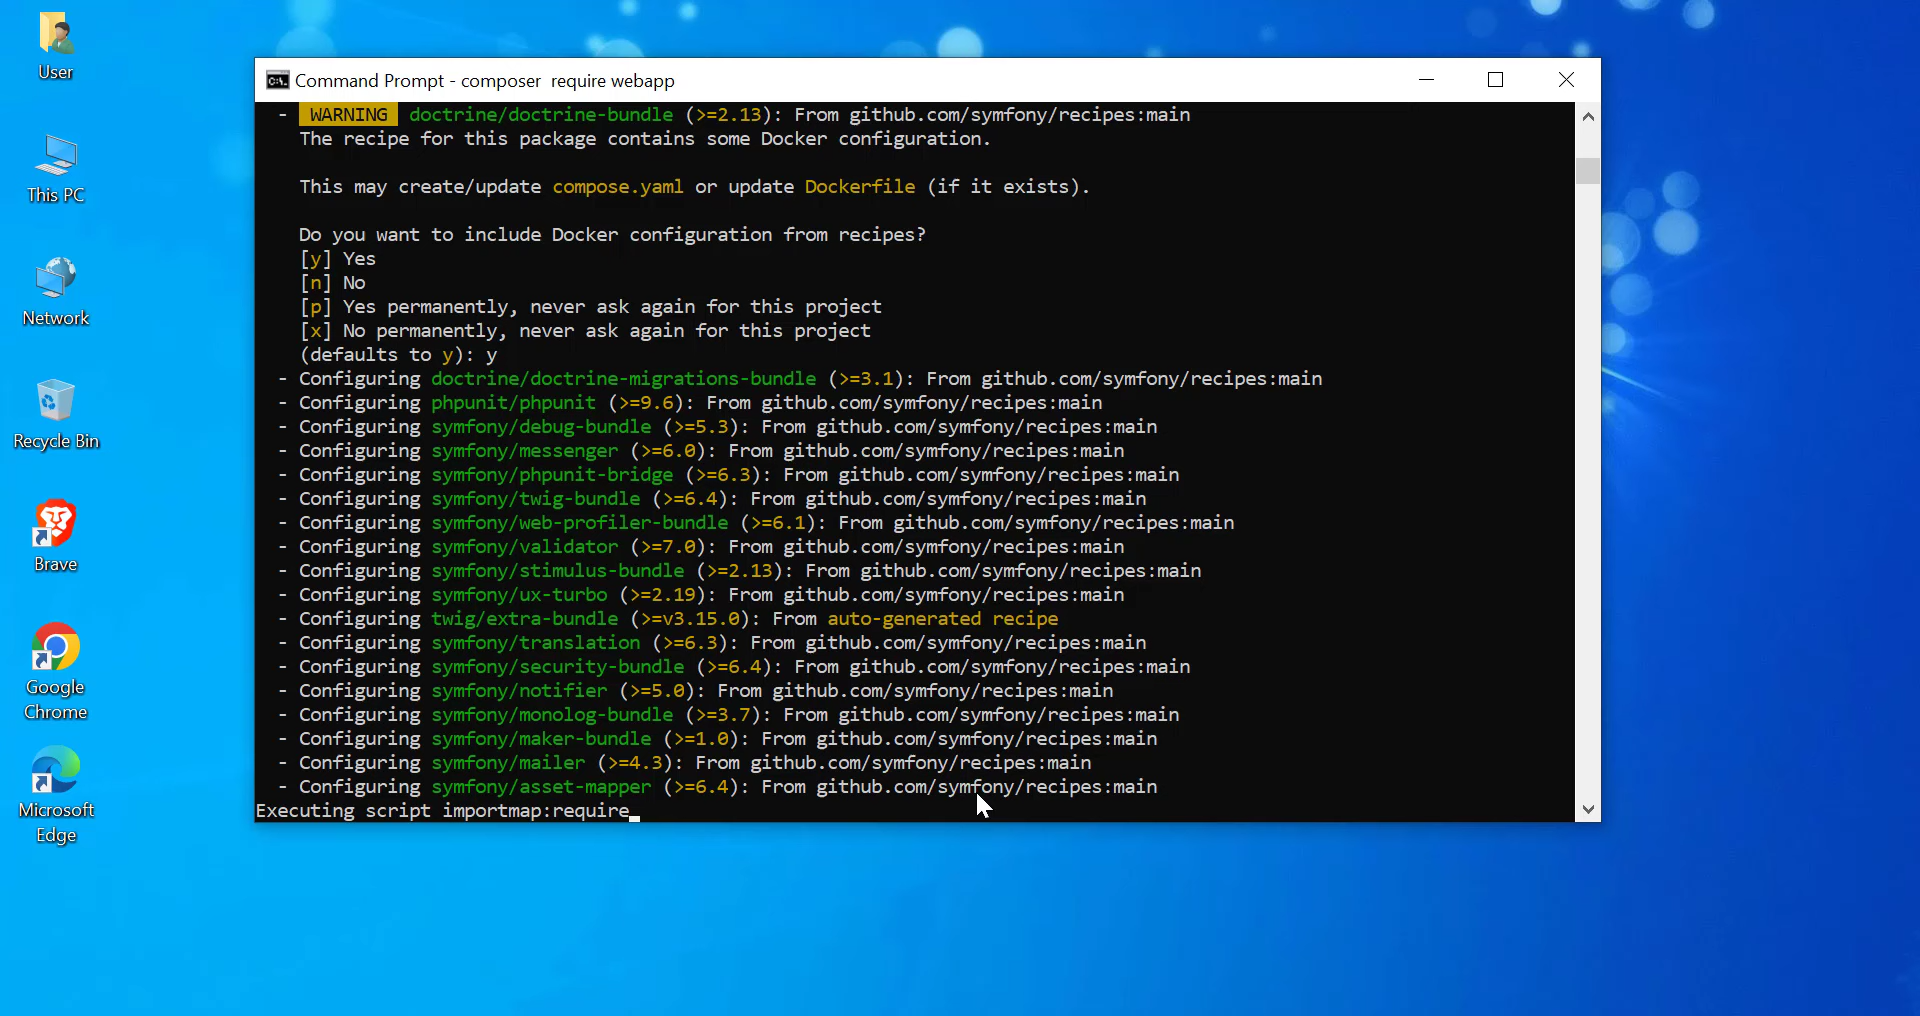 User
This PC
Network
Recycle Bin
Brave
Google
Chrome
Microsoft
Edge
Command Prompt - composer  require webapp
- WARNING doctrine/doctrine-bundle (>=2.13): From github.com/symfony/recipes:main
The recipe for this package contains some Docker configuration.
This may create/update compose.yaml or update Dockerfile (if it exists).
Do you want to include Docker configuration from recipes?
[y] Yes
[n] No
[p] Yes permanently, never ask again for this project
[x] No permanently, never ask again for this project
(defaults to y): y
- Configuring doctrine/doctrine-migrations-bundle (>=3.1): From github.com/symfony/recipes:main
- Configuring phpunit/phpunit (>=9.6): From github.com/symfony/recipes:main
- Configuring symfony/debug-bundle (>=5.3): From github.com/symfony/recipes:main
- Configuring symfony/messenger (>=6.0): From github.com/symfony/recipes:main
- Configuring symfony/phpunit-bridge (>=6.3): From github.com/symfony/recipes:main
- Configuring symfony/twig-bundle (>=6.4): From github.com/symfony/recipes:main
- Configuring symfony/web-profiler-bundle (>=6.1): From github.com/symfony/recipes:main
- Configuring symfony/validator (>=7.0): From github.com/symfony/recipes:main
- Configuring symfony/stimulus-bundle (>=2.13): From github.com/symfony/recipes:main
- Configuring symfony/ux-turbo (>=2.19): From github.com/symfony/recipes:main
- Configuring twig/extra-bundle (>=v3.15.0): From auto-generated recipe
- Configuring symfony/translation (>=6.3): From github.com/symfony/recipes:main
- Configuring symfony/security-bundle (>=6.4): From github.com/symfony/recipes:main
- Configuring symfony/notifier (>=5.0): From github.com/symfony/recipes:main
- Configuring symfony/monolog-bundle (>=3.7): From github.com/symfony/recipes:main
- Configuring symfony/maker-bundle (>=1.0): From github.com/symfony/recipes:main
- Configuring symfony/mailer (>=4.3): From github.com/symfony/recipes:main
- Configuring symfony/asset-mapper (>=6.4): From github.com/symfony/recipes:main
Executing script importmap:require